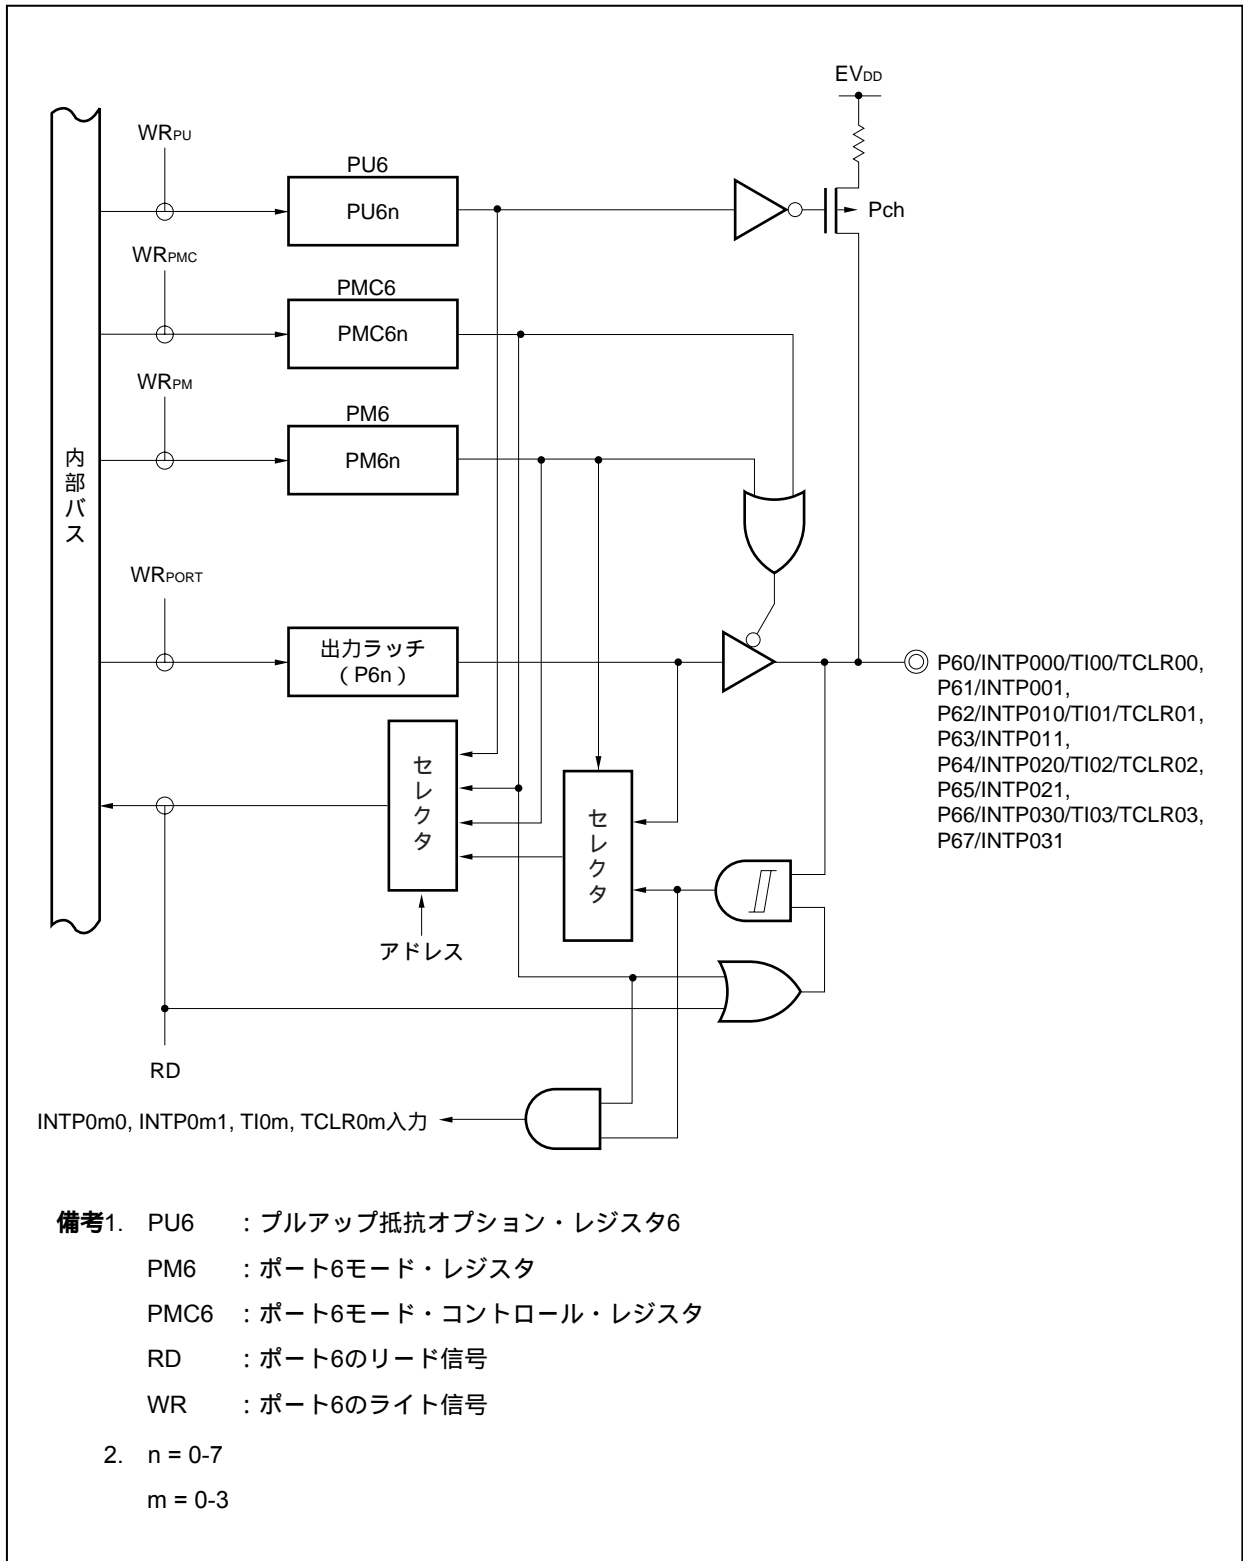 EVDD
WRPU
PU6
PU6n
Pch
WRPMC
PMC6
PMC6n
WRPM
PM6
PM6n
内部バス
WRPORT
出力ラッチ
（P6n）
P60/INTP000/TI00/TCLR00,
P61/INTP001,
P62/INTP010/TI01/TCLR01,
P63/INTP011,
P64/INTP020/TI02/TCLR02,
P65/INTP021,
P66/INTP030/TI03/TCLR03,
P67/INTP031
セレクタ
セレクタ
アドレス
RD
INTP0m0, INTP0m1, TI0m, TCLR0m入力
備考1. PU6 ：プルアップ抵抗オプション・レジスタ6
PM6 ：ポート6モード・レジスタ
PMC6 ：ポート6モード・コントロール・レジスタ
RD ：ポート6のリード信号
WR ：ポート6のライト信号
2. n = 0-7
m = 0-3